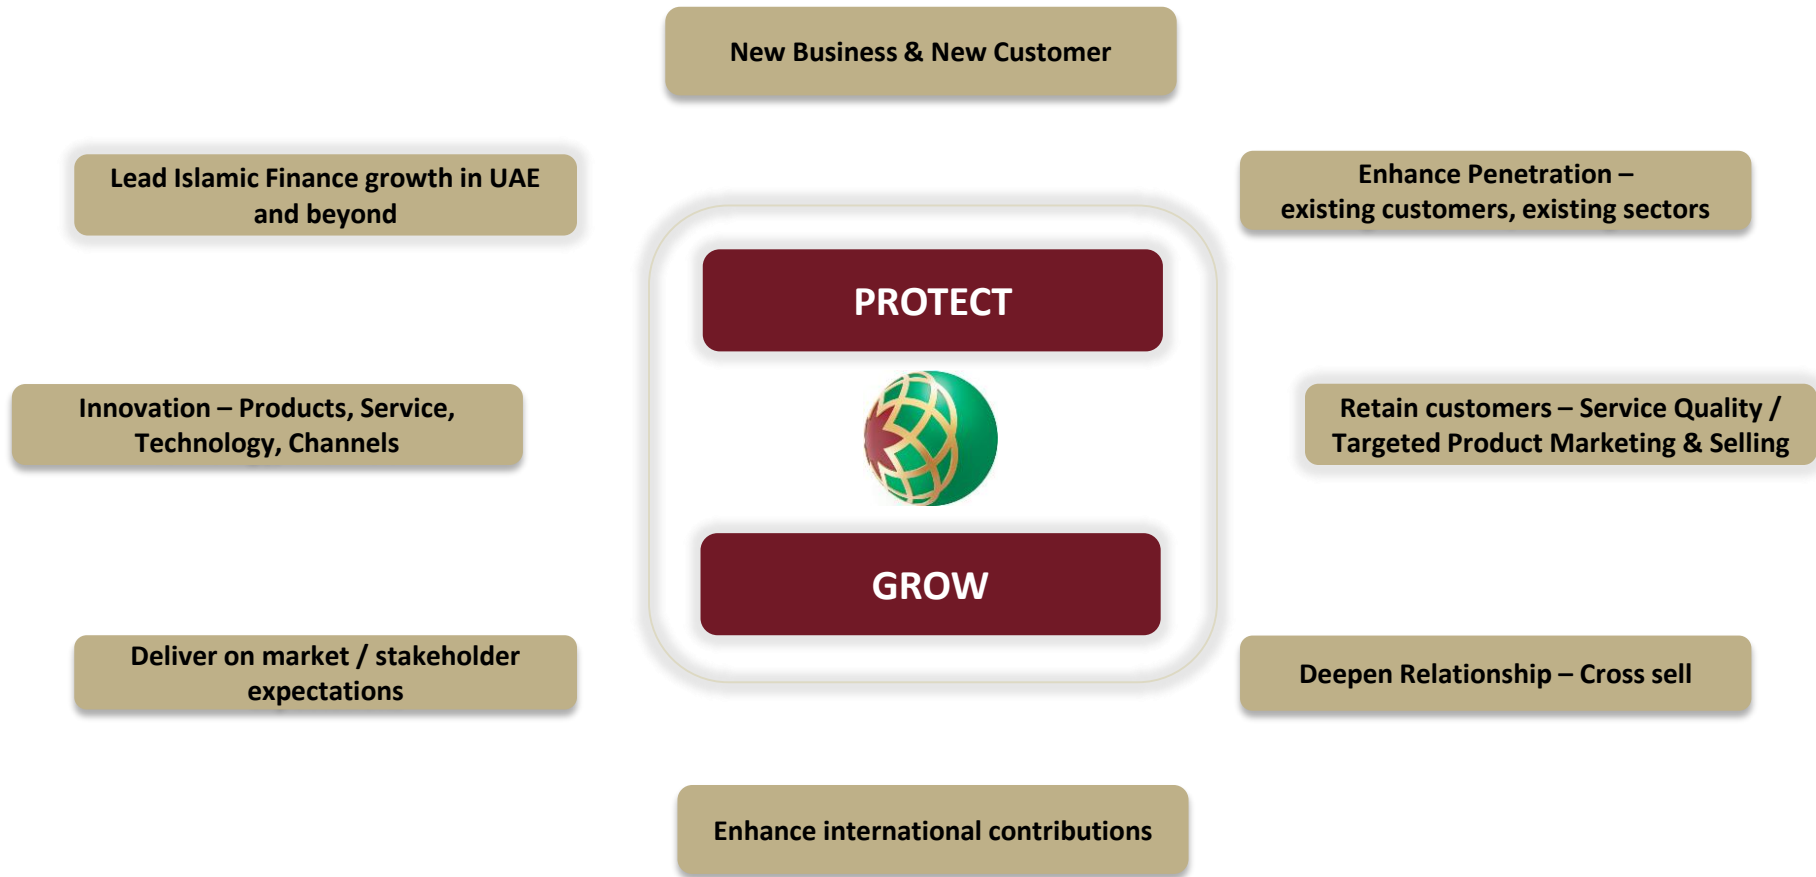 New Business & New Customer
Lead Islamic Finance growth in UAE
and beyond
Enhance Penetration –
existing customers, existing sectors
PROTECT
Innovation – Products, Service,
Technology, Channels
Retain customers – Service Quality /
Targeted Product Marketing & Selling
GROW
Deliver on market / stakeholder
expectations
Deepen Relationship – Cross sell
Enhance international contributions